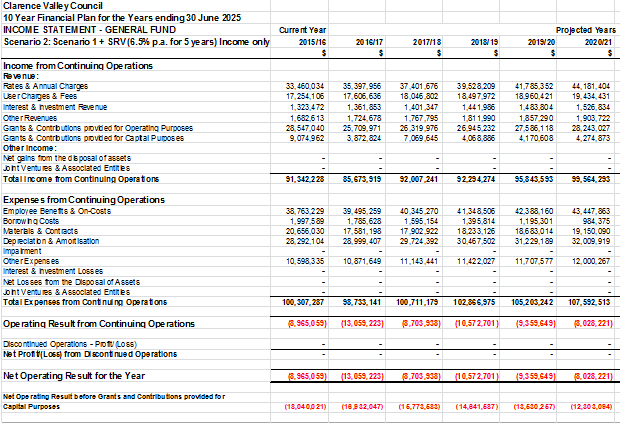 Clarence Valley Council
10 Year Financial Plan for the Years ending 30 June 2025
INCOME STATEMENT - GENERAL FUND Current Year Projected Years
Scenario 2: Scenario 1 + SRV (6.5% p.a. for 5 years) Income only 2015/16 2016/17 2017/18 2018/19 2019/20 2020/21
$ $ $ $ $ $
Income from Continuing Operations
Revenue:
Rates & Annual Charges 33,460,034 35,397,956 37,401,676 39,528,209 41,785,352 44,181,404
User Charges & Fees 17,254,106 17,606,636 18,046,802 18,497,972 18,960,421 19,434,431
Interest & Investment Revenue 1,323,472 1,361,853 1,401,347 1,441,986 1,483,804 1,526,834
Other Revenues 1,682,613 1,724,678 1,767,795 1,811,990 1,857,290 1,903,722
Grants & Contributions provided for Operating Purposes 28,547,040 25,709,971 26,319,976 26,945,232 27,586,118 28,243,027
Grants & Contributions provided for Capital Purposes 9,074,962 3,872,824 7,069,645 4,068,886 4,170,608 4,274,873
Other Income:
Net gains from the disposal of assets - - - - - -
Joint Ventures & Associated Entities - - - - - -
Total Income from Continuing Operations 91,342,228 85,673,919 92,007,241 92,294,274 95,843,593 99,564,293
Expenses from Continuing Operations
Employee Benefits & On-Costs 38,763,229 39,495,259 40,345,270 41,348,506 42,388,160 43,447,863
Borrowing Costs 1,997,589 1,785,628 1,595,154 1,395,814 1,195,301 984,375
Materials & Contracts 20,656,030 17,581,198 17,902,922 18,233,126 18,683,014 19,150,090
Depreciation & Amortisation 28,292,104 28,999,407 29,724,392 30,467,502 31,229,189 32,009,919
Impairment - - - - - -
Other Expenses 10,598,335 10,871,649 11,143,441 11,422,027 11,707,577 12,000,267
Interest & Investment Losses - - - - - -
Net Losses from the Disposal of Assets - - - - - -
Joint Ventures & Associated Entities - - - - - -
Total Expenses from Continuing Operations 100,307,287 98,733,141 100,711,179 102,866,975 105,203,242 107,592,513
Operating Result from Continuing Operations (8,965,059) (13,059,223) (8,703,938) (10,572,701) (9,359,649) (8,028,221)
Discontinued Operations - Profit/(Loss) - - - - - -
Net Profit/(Loss) from Discontinued Operations - - - - - -
Net Operating Result for the Year (8,965,059) (13,059,223) (8,703,938) (10,572,701) (9,359,649) (8,028,221)
Net Operating Result before Grants and Contributions provided for
Capital Purposes (18,040,021) (16,932,047) (15,773,583) (14,641,587) (13,530,257) (12,303,094)